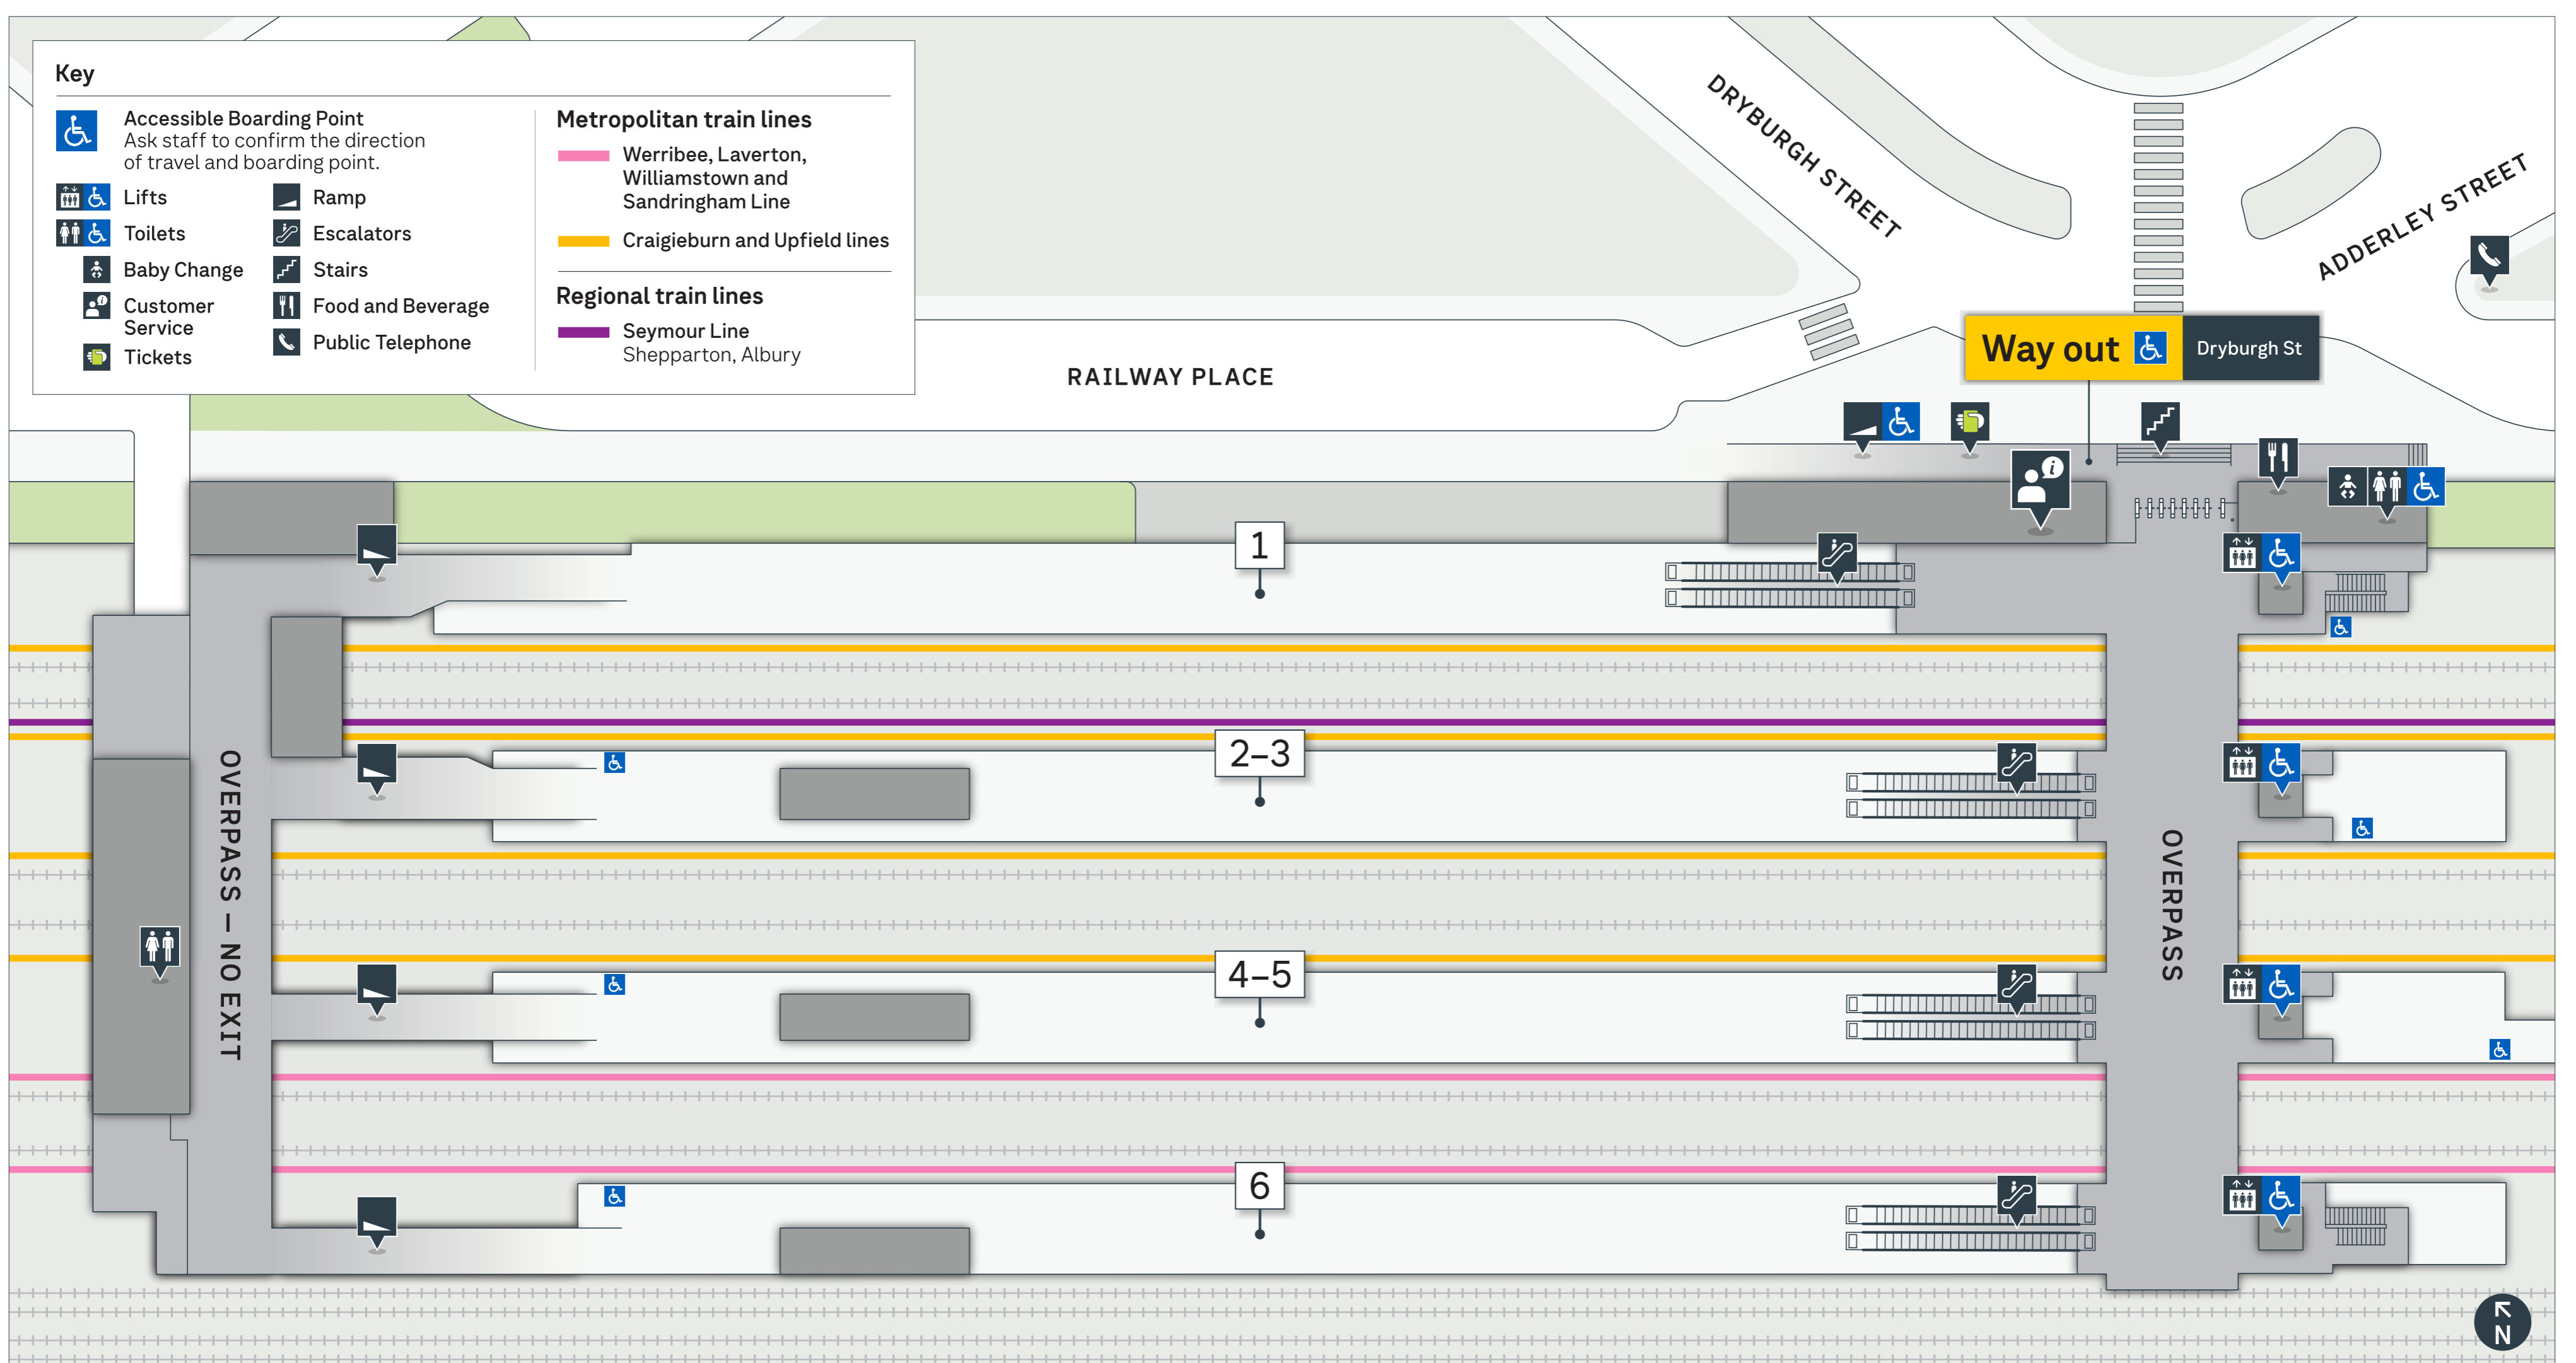 Key
Accessible Boarding Point
Ask staff to confirm the direction
of travel and boarding point.
Lifts
Toilets
Baby Change
Customer
Service
Tickets
Ramp
Escalators
Stairs
Food and Beverage
Public Telephone
Metropolitan train lines
Werribee, Laverton,
Williamstown and
Sandringham Line
Craigieburn and Upfield lines
Regional train lines
Seymour Line
Shepparton, Albury
DRYBURGH STREET
ADDERLEY STREET
RAILWAY PLACE
Way out
Dryburgh St
i
1
2–3
4–5
6
OVERPASS – NO EXIT
OVERPASS
N